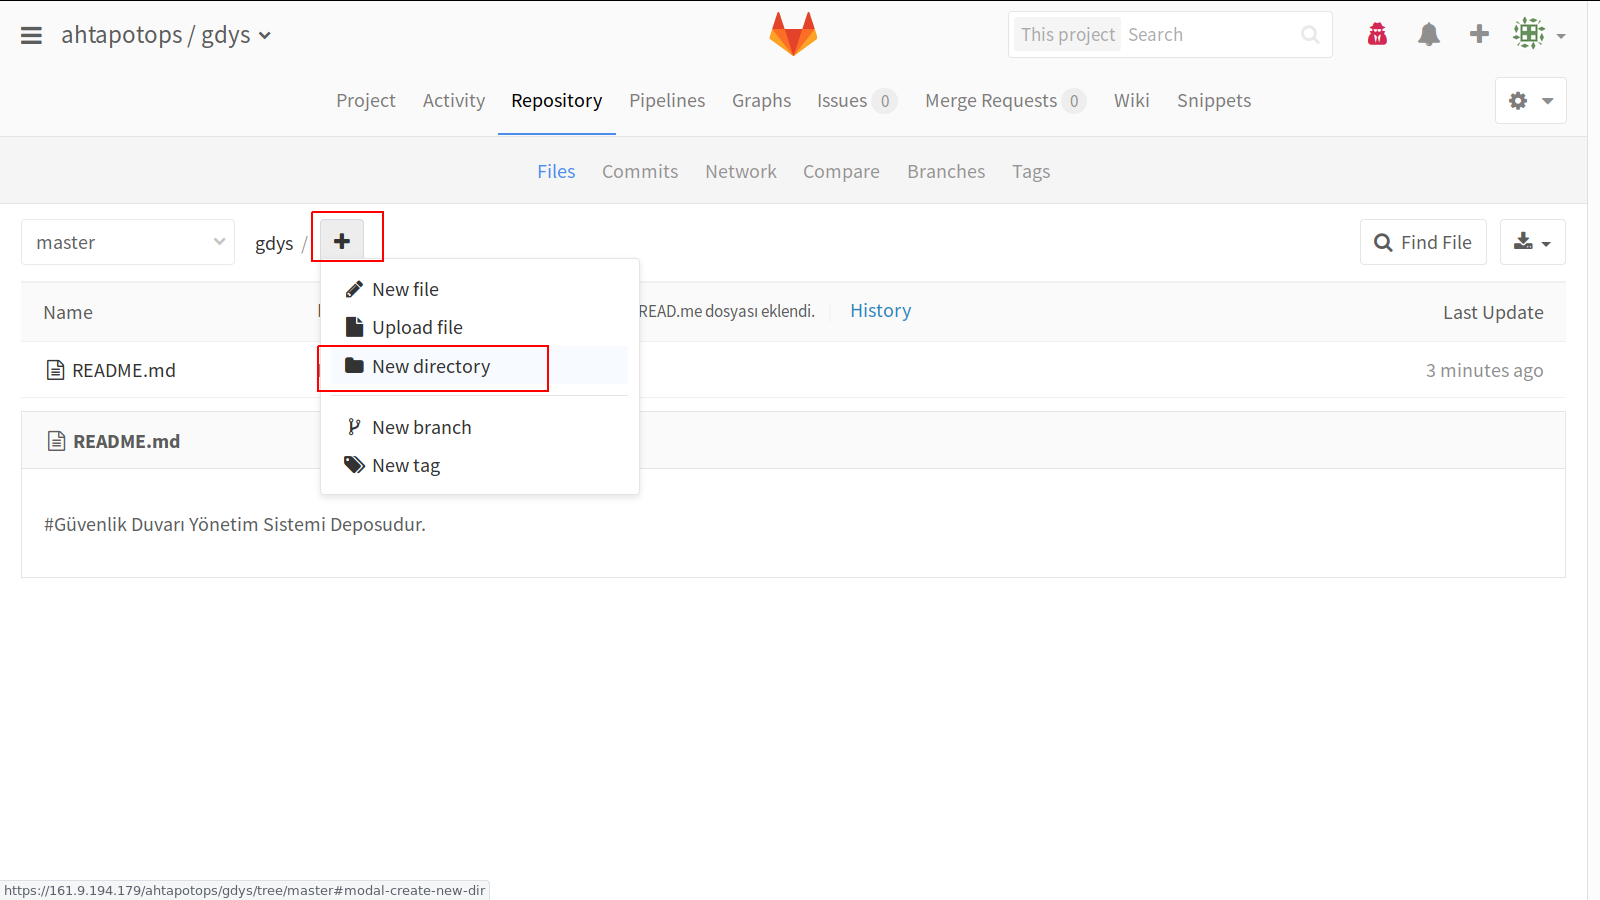 ahtapotops / gdys
This project Search
Project Activity Repository Pipelines Graphs Issues 0 Merge Requests 0 Wiki Snippets
Files Commits Network Compare Branches Tags
master gdys / Find File
New file
Name READ.me dosyası eklendi. History Last Update
Upload file
README.md New directory 3 minutes ago
New branch
README.md
New tag
#Güvenlik Duvarı Yönetim Sistemi Deposudur.
https://161.9.194.179/ahtapotops/gdys/tree/master#modal-create-new-dir